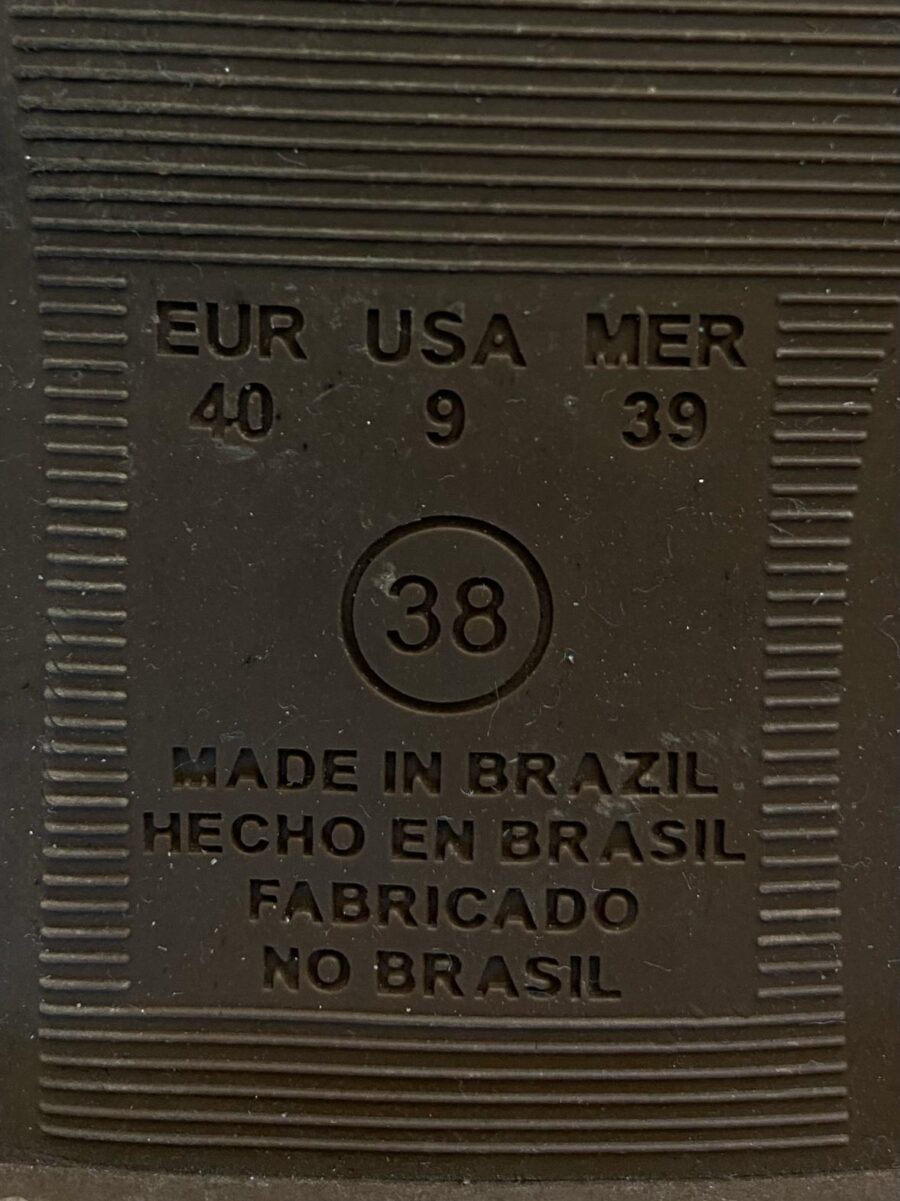 EUR USA MER
40 9 39
38
MADE IN BRAZIL
HECHO EN BRASIL
FABRICADO
NO BRASIL